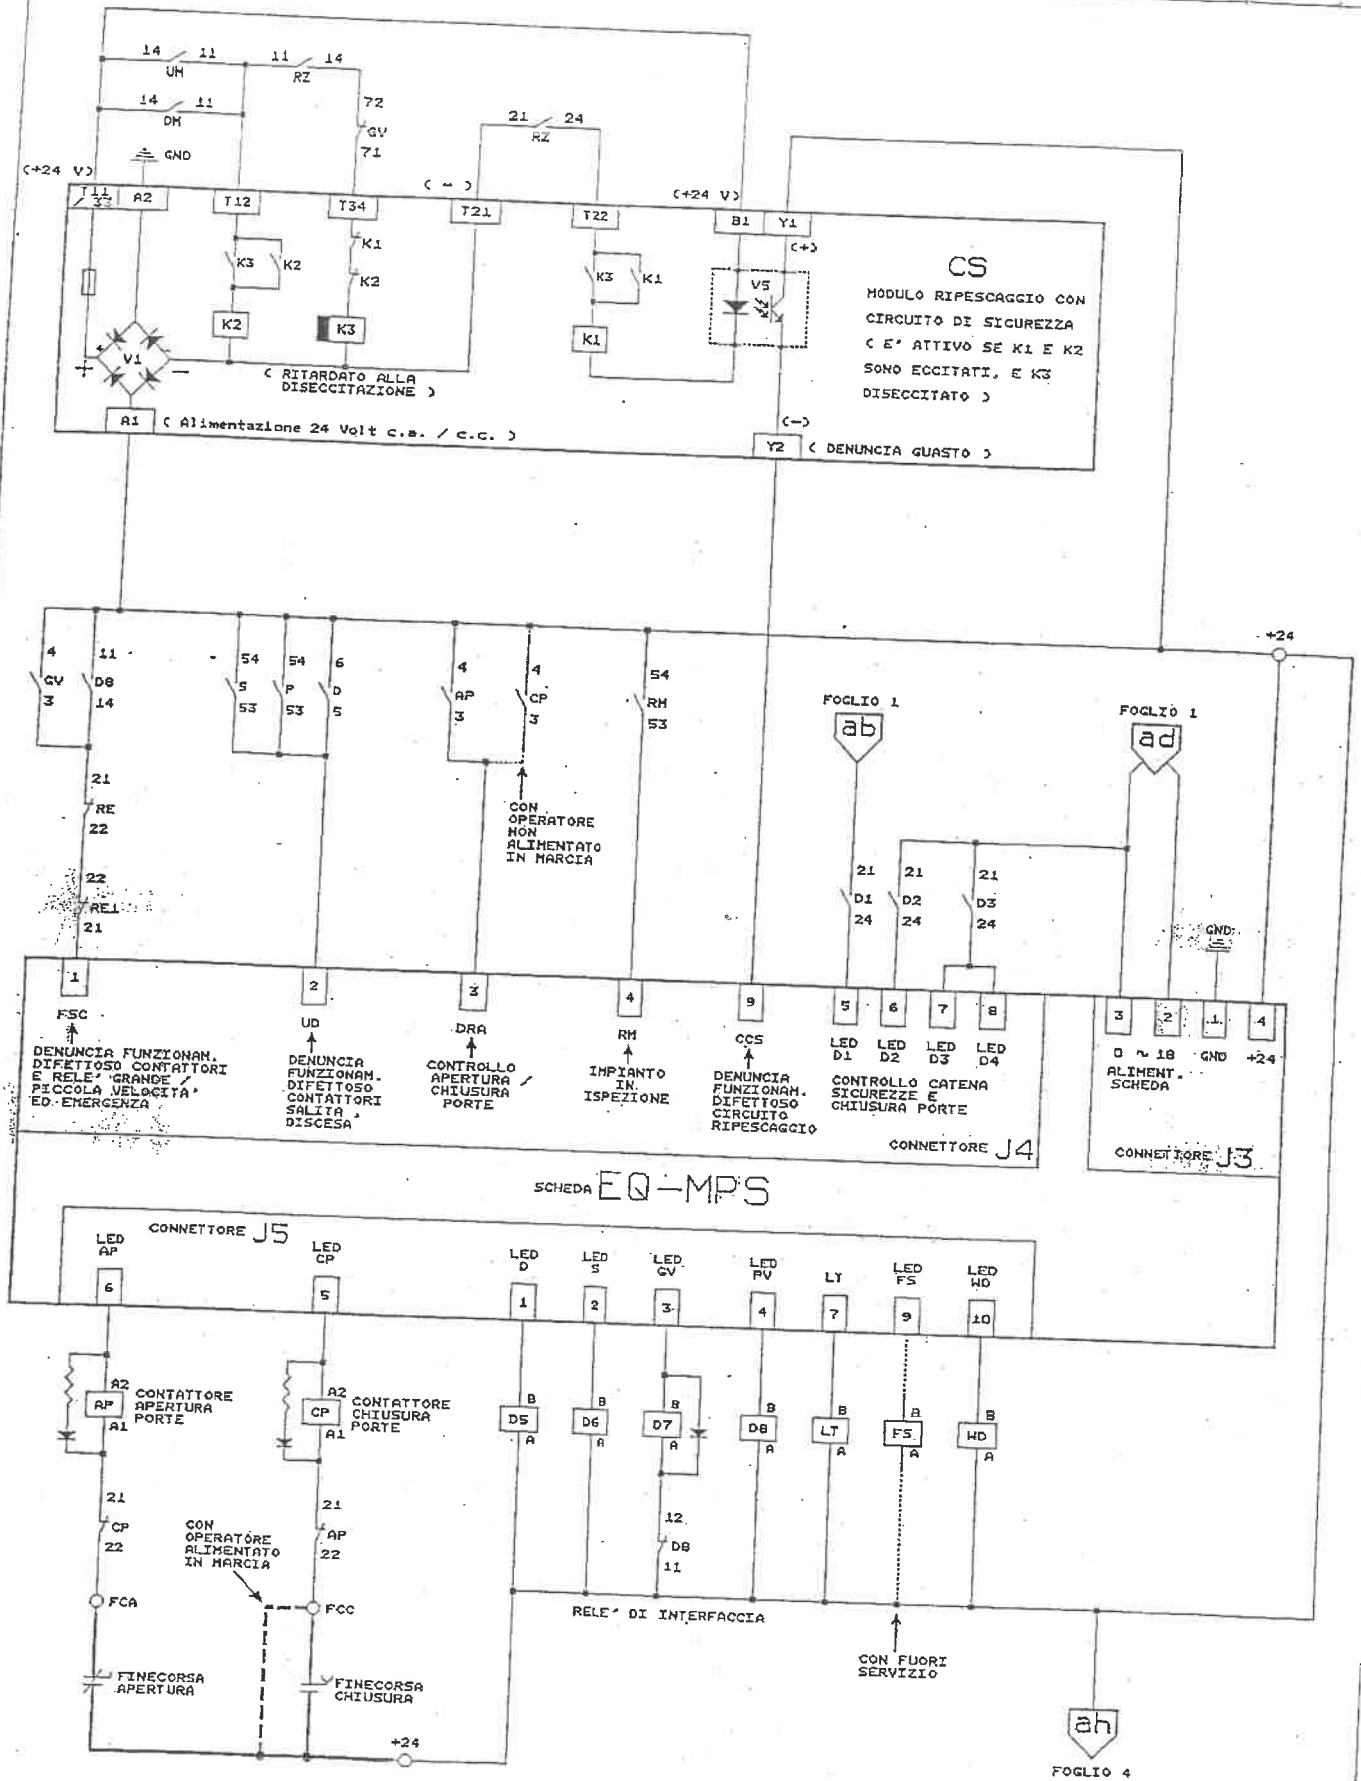 14 11
UM
11 14
RZ
14 11
DM
72
GV
71
21 24
RZ
GND
(+24 V)
( - )
(+24 V)
T11
/ 33
A2
T12
T34
T21
T22
B1
Y1
(+)
K3 K2
K1
K2
K3 K1
V5
CS
MODULO RIPESCAGGIO CON
CIRCUITO DI SICUREZZA
( E' ATTIVO SE K1 E K2
SONO ECCITATI, E K3
DISECCITATO )
K2
K3
K1
+ V1 -
( RITARDATO ALLA
DISECCITAZIONE )
A1 ( Alimentazione 24 Volt c.a. / c.c. )
(-)
Y2 ( DENUNCIA GUASTO )
+24
4
GV
3
11
D8
14
54
S
53
54
P
53
6
D
5
4
AP
3
4
CP
3
54
RM
53
FOGLIO 1
ab
FOGLIO 1
ad
21
RE
22
22
RE1
21
CON
OPERATORE
NON
ALIMENTATO
IN MARCIA
21
D1
24
21
D2
24
21
D3
24
GND
1
2
3
4
9
5
6
7
8
3
2
1
4
FSC
DENUNCIA FUNZIONAM.
DIFETTOSO CONTATTORI
E RELE' GRANDE /
PICCOLA VELOCITA'
ED EMERGENZA
UD
DENUNCIA
FUNZIONAM.
DIFETTOSO
CONTATTORI
SALITA /
DISCESA
DRA
CONTROLLO
APERTURA /
CHIUSURA
PORTE
RM
IMPIANTO
IN
ISPEZIONE
CCS
DENUNCIA
FUNZIONAM.
DIFETTOSO
CIRCUITO
RIPESCAGGIO
LED
D1
LED
D2
LED
D3
LED
D4
CONTROLLO CATENA
SICUREZZE E
CHIUSURA PORTE
0 ~ 18
ALIMENT.
SCHEDA
GND
+24
CONNETTORE J4
CONNETTORE J3
SCHEDA EQ-MPS
CONNETTORE J5
LED
AP
6
LED
CP
5
LED
D
1
LED
S
2
LED
GV
3
LED
PV
4
LT
7
LED
FS
9
LED
WD
10
A2
AP
A1
CONTATTORE
APERTURA
PORTE
A2
CP
A1
CONTATTORE
CHIUSURA
PORTE
B
D5
A
B
D6
A
B
D7
A
B
D8
A
B
LT
A
B
FS
A
B
WD
A
21
CP
22
21
AP
22
12
D8
11
CON
OPERATORE
ALIMENTATO
IN MARCIA
FCA
FCC
RELE' DI INTERFACCIA
FINECORSA
APERTURA
FINECORSA
CHIUSURA
CON FUORI
SERVIZIO
+24
ah
FOGLIO 4